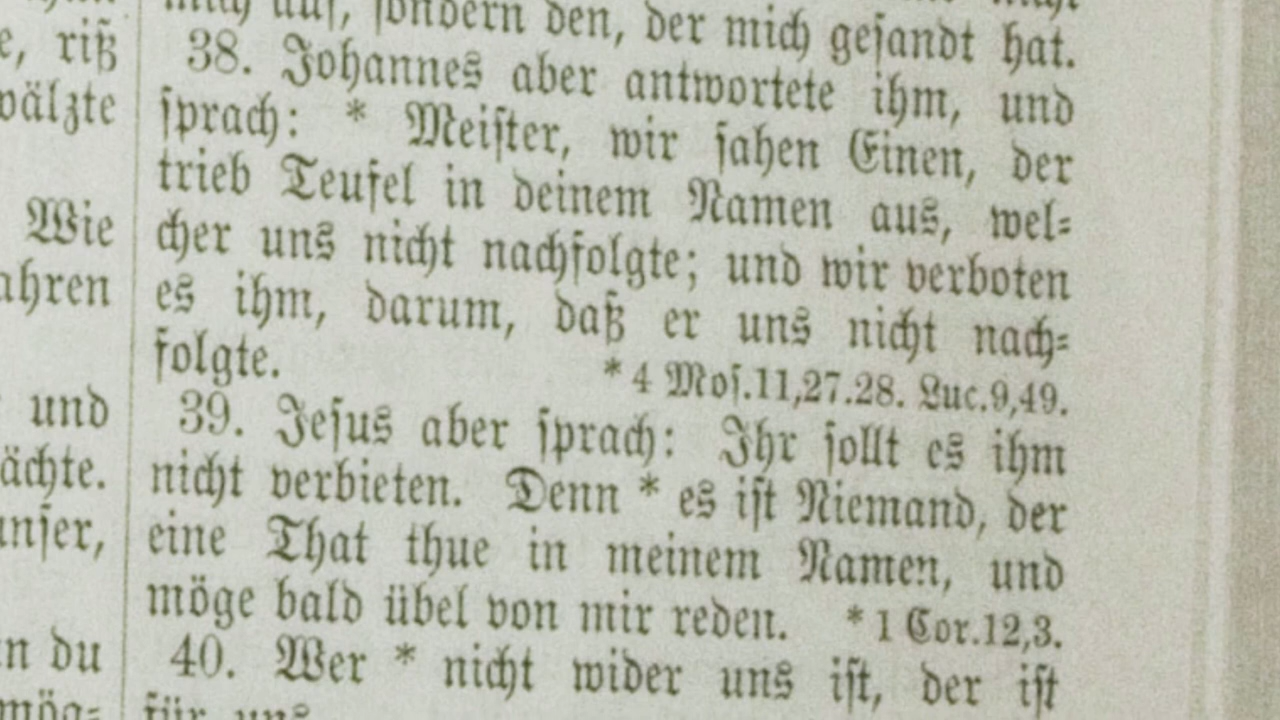 e, riß
wälzte
Wie
ahren
und
ächte.
unser,
n du
mög-
mich auf, sondern den, der mich gesandt hat.
38. Johannes aber antwortete ihm, und
sprach: * Meister, wir sahen Einen, der
trieb Teufel in deinem Namen aus, wel-
cher uns nicht nachfolgte; und wir verboten
es ihm, darum, daß er uns nicht nach-
folgte. * 4 Mos.11,27.28. Luc.9,49.
39. Jesus aber sprach: Ihr sollt es ihm
nicht verbieten. Denn * es ist Niemand, der
eine That thue in meinem Namen, und
möge bald übel von mir reden. * 1 Cor.12,3.
40. Wer * nicht wider uns ist, der ist
für uns